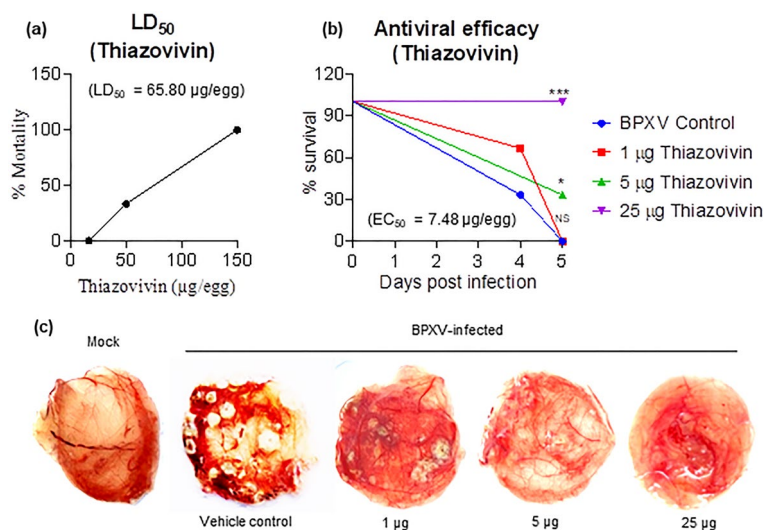 (a)
LD50
(Thiazovivin)
150
100
50
0
% Mortality
(LD50 = 65.80 µg/egg)
0 50 100 150
Thiazovivin (µg/egg)
(b)
Antiviral efficacy
(Thiazovivin)
120
90
60
30
0
% survival
***
*
NS
(EC50 = 7.48 µg/egg)
0 1 2 3 4 5
Days post infection
BPXV Control
1 µg Thiazovivin
5 µg Thiazovivin
25 µg Thiazovivin
(c)
Mock
BPXV-infected
Vehicle control
1 µg
5 µg
25 µg